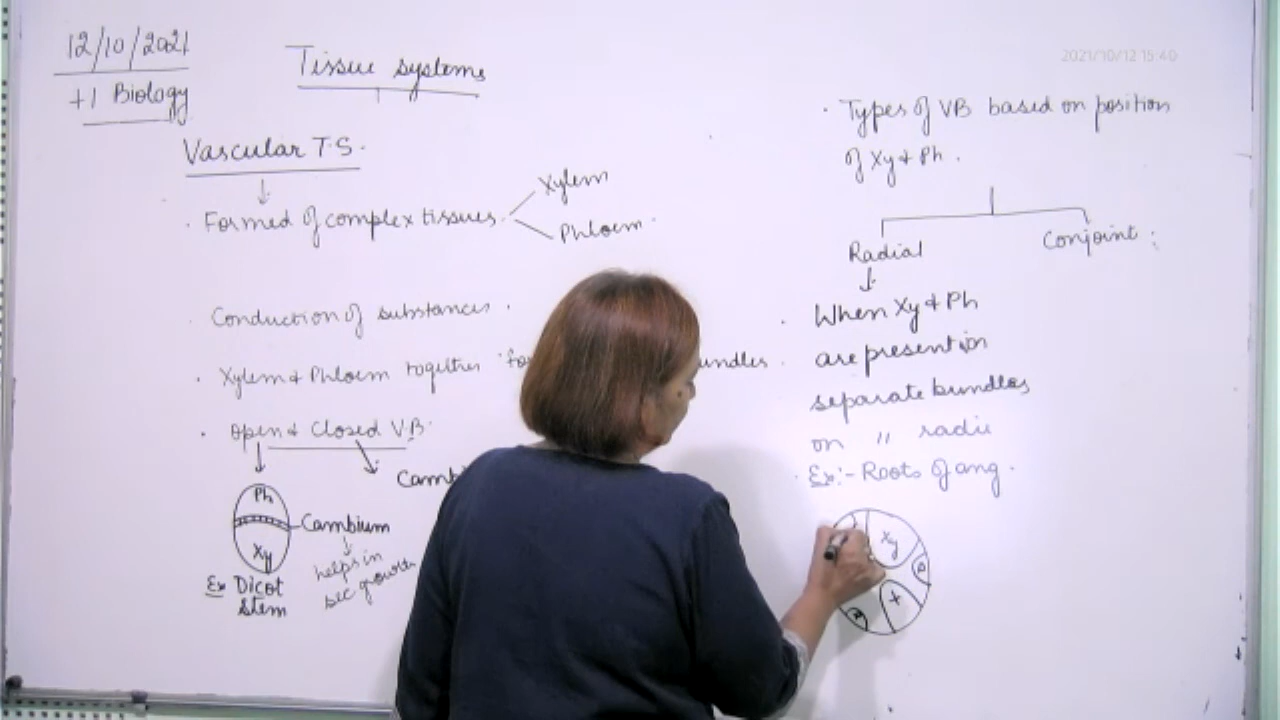 12/10/2021
+1 Biology
Tissue systems
Vascular T.S.
. Formed of complex tissues.
Xylem
Phloem.
. Conduction of substances.
. Xylem & Phloem together
. Open & Closed V.B.
Ph
Xy
Cambium
helps in
sec growth
Ex Dicot
stem
2021/10/12 15:40
. Types of VB based on position
of Xy & Ph.
Radial
Conjoint:
. When Xy & Ph
are present in
separate bundles
on " radii
. Ex:- Roots of ang.
Xy